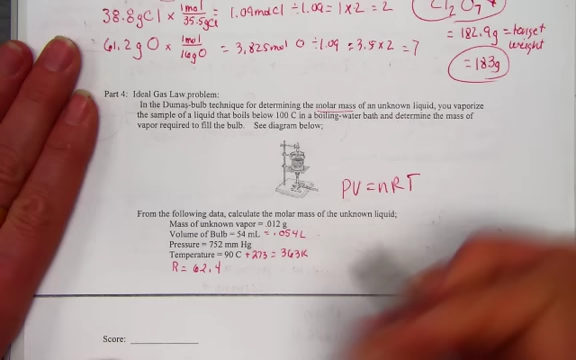 38.8gCl × 1mol/35.5gCl = 1.09molCl ÷1.09 = 1×2 = 2
Cl2O7
61.2gO × 1mol/16gO = 3.825mol O ÷1.09 = 3.5×2 = 7
= 182.9g = target weight
= 183g
Part 4: Ideal Gas Law problem:
In the Dumas-bulb technique for determining the molar mass of an unknown liquid, you vaporize
the sample of a liquid that boils below 100 C in a boiling-water bath and determine the mass of
vapor required to fill the bulb. See diagram below;
PV=nRT
From the following data, calculate the molar mass of the unknown liquid;
Mass of unknown vapor = .012 g
Volume of Bulb = 54 mL = .054L
Pressure = 752 mm Hg
Temperature = 90 C +273 = 363K
R = 62.4
Score: